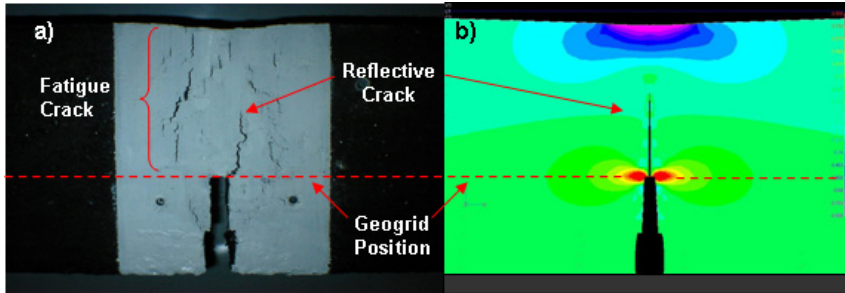 a)
b)
Fatigue
Crack
Reflective
Crack
Geogrid
Position